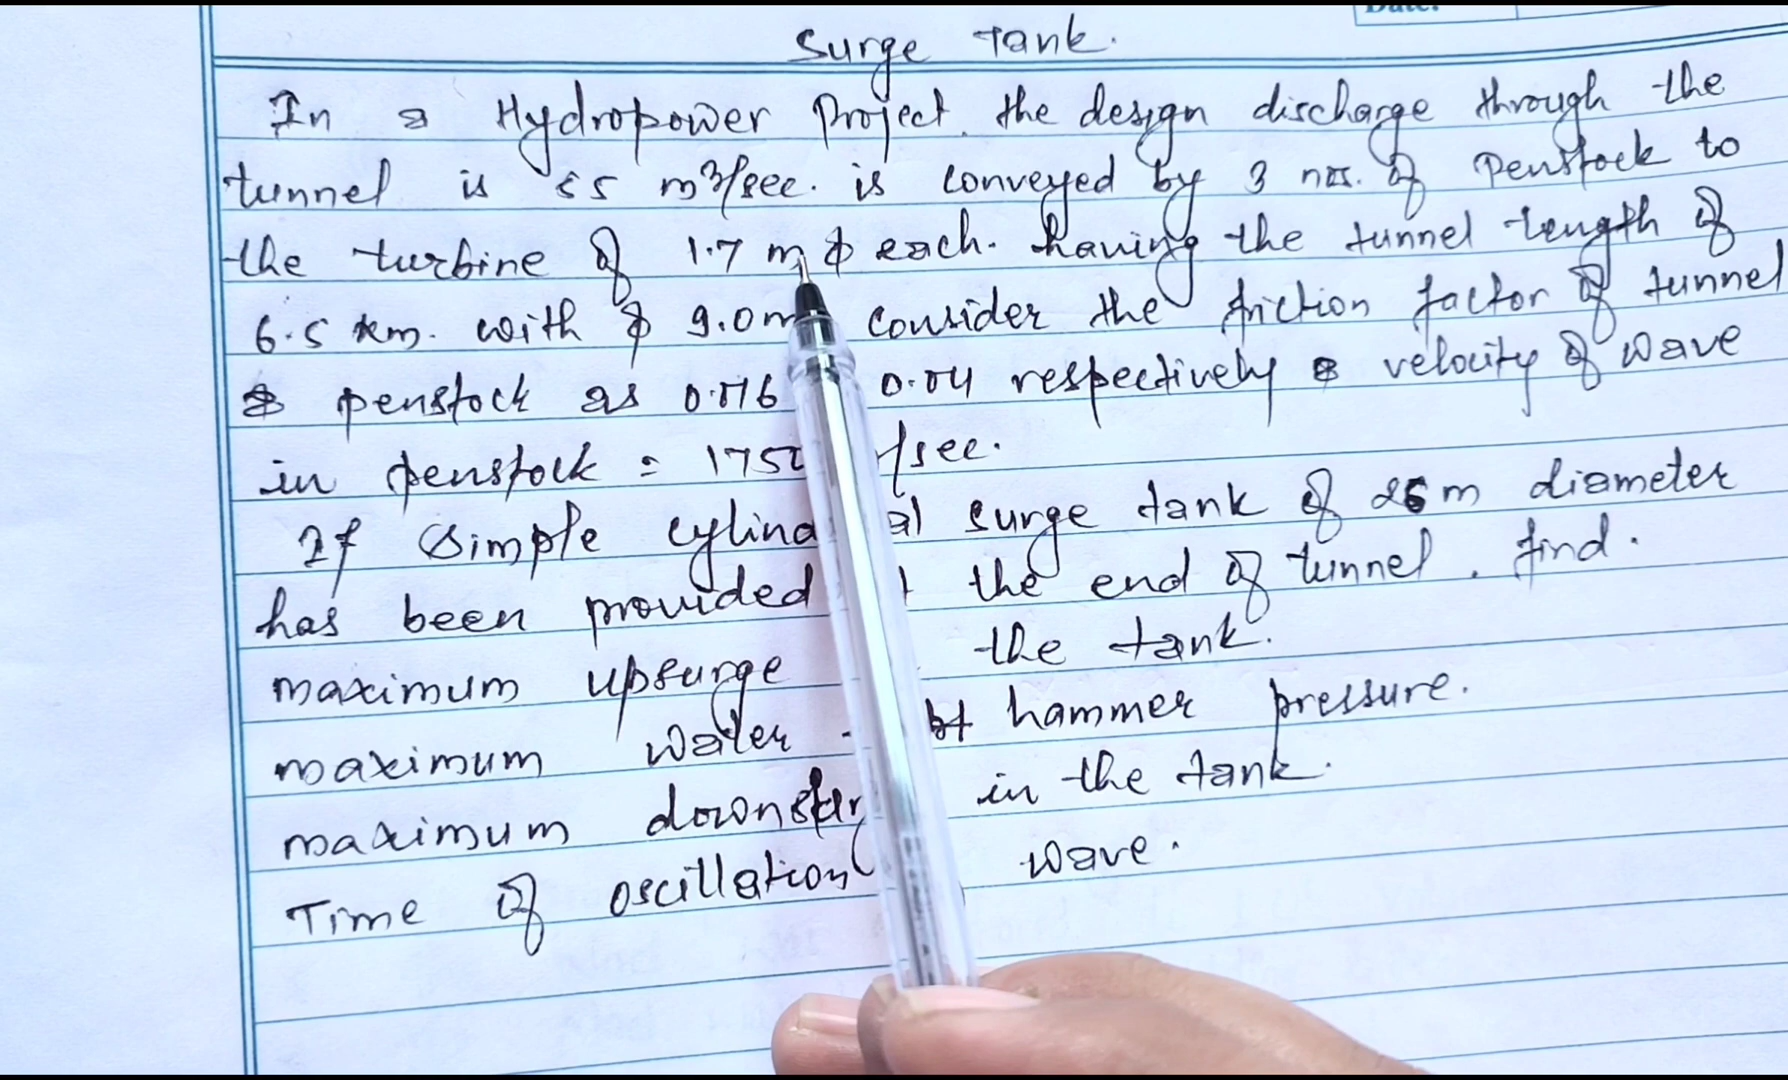 Date:
Surge Tank.
In a Hydropower Project. the design discharge through the
tunnel is 55 m³/sec. is conveyed by 3 nos. of Penstock to
the turbine of 1.7 m ϕ each. having the tunnel length of
6.5 km. with ϕ 9.0m consider the friction factor of tunnel
& penstock as 0.016 0.04 respectively & velocity of wave
in penstock = 1750 /sec.
If Simple surge tank of 26m diameter
has been provided the end of tunnel. find.
maximum upsurge the tank.
maximum water hammer pressure.
maximum in the tank.
Time of oscillation wave.